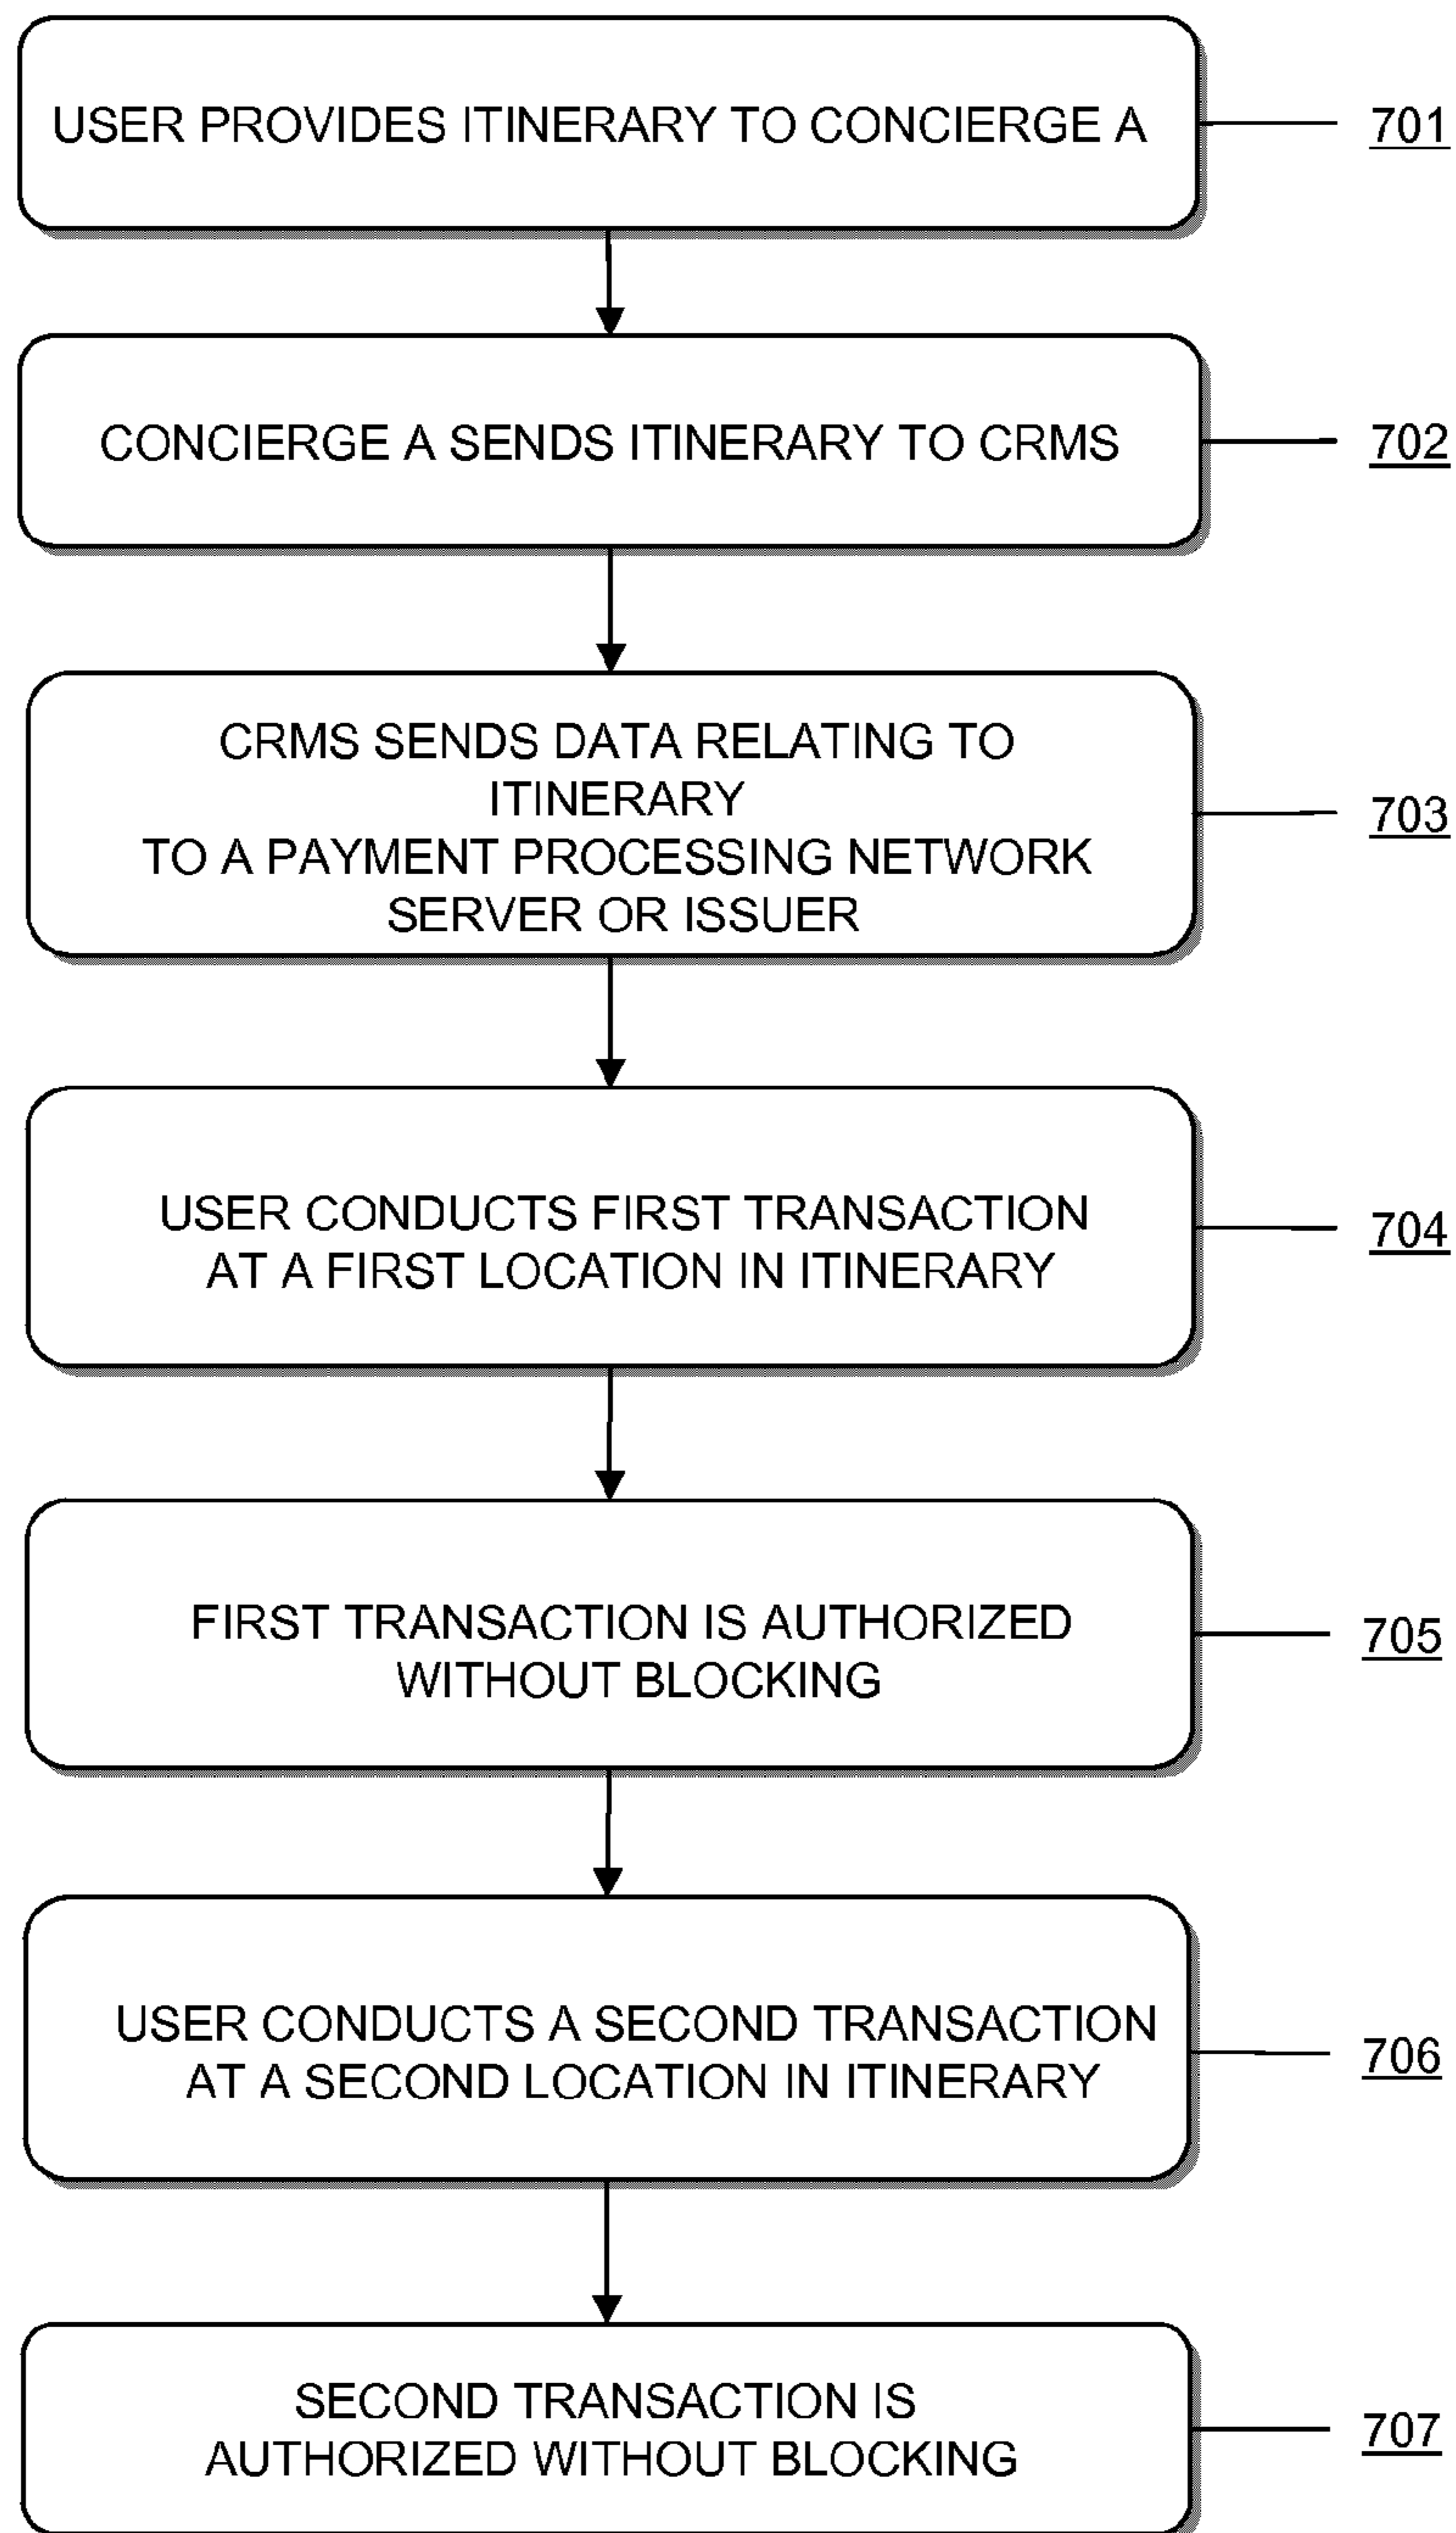 USER PROVIDES ITINERARY TO CONCIERGE A
701
CONCIERGE A SENDS ITINERARY TO CRMS
702
CRMS SENDS DATA RELATING TO
ITINERARY
TO A PAYMENT PROCESSING NETWORK
SERVER OR ISSUER
703
USER CONDUCTS FIRST TRANSACTION
AT A FIRST LOCATION IN ITINERARY
704
FIRST TRANSACTION IS AUTHORIZED
WITHOUT BLOCKING
705
USER CONDUCTS A SECOND TRANSACTION
AT A SECOND LOCATION IN ITINERARY
706
SECOND TRANSACTION IS
AUTHORIZED WITHOUT BLOCKING
707